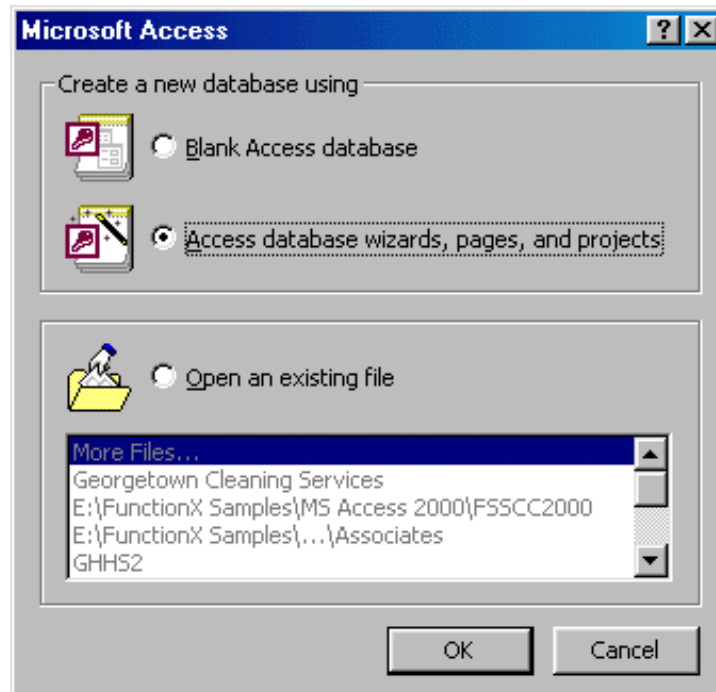 Microsoft Access
Create a new database using
Blank Access database
Access database wizards, pages, and projects
Open an existing file
More Files...
Georgetown Cleaning Services
E:\FunctionX Samples\MS Access 2000\FSSCC2000
E:\FunctionX Samples\...\Associates
GHHS2
OK Cancel